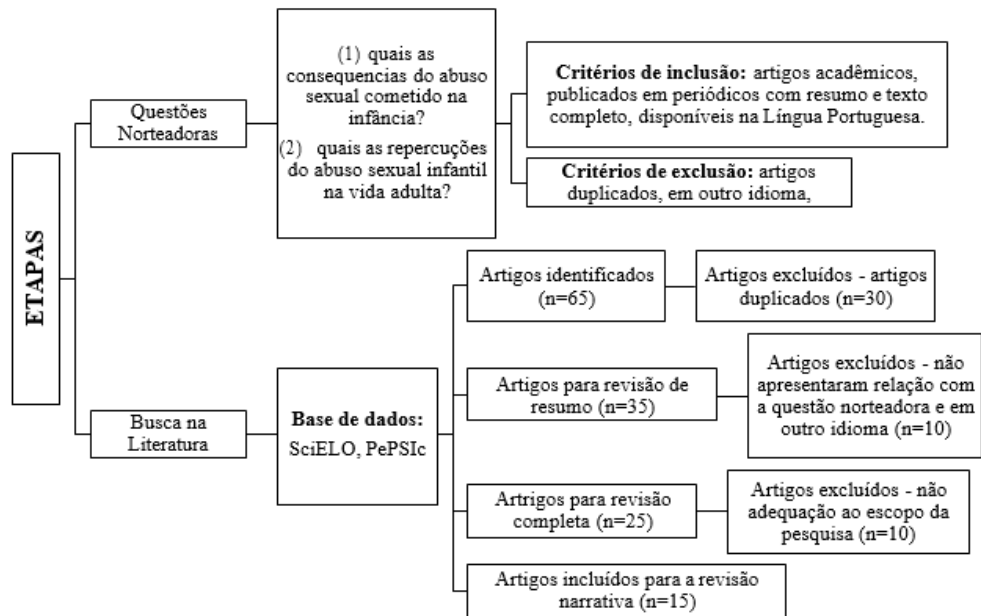 ETAPAS
Questões
Norteadoras
(1) quais as
consequencias do abuso
sexual cometido na
infância?
(2) quais as repercuções
do abuso sexual infantil
na vida adulta?
Critérios de inclusão: artigos acadêmicos,
publicados em periódicos com resumo e texto
completo, disponíveis na Língua Portuguesa.
Critérios de exclusão: artigos
duplicados, em outro idioma,
Busca na
Literatura
Base de dados:
SciELO, PePSIc
Artigos identificados
(n=65)
Artigos excluídos - artigos
duplicados (n=30)
Artigos para revisão de
resumo (n=35)
Artigos excluídos - não
apresentaram relação com
a questão norteadora e em
outro idioma (n=10)
Artrigos para revisão
completa (n=25)
Artigos excluídos - não
adequação ao escopo da
pesquisa (n=10)
Artigos incluídos para a revisão
narrativa (n=15)